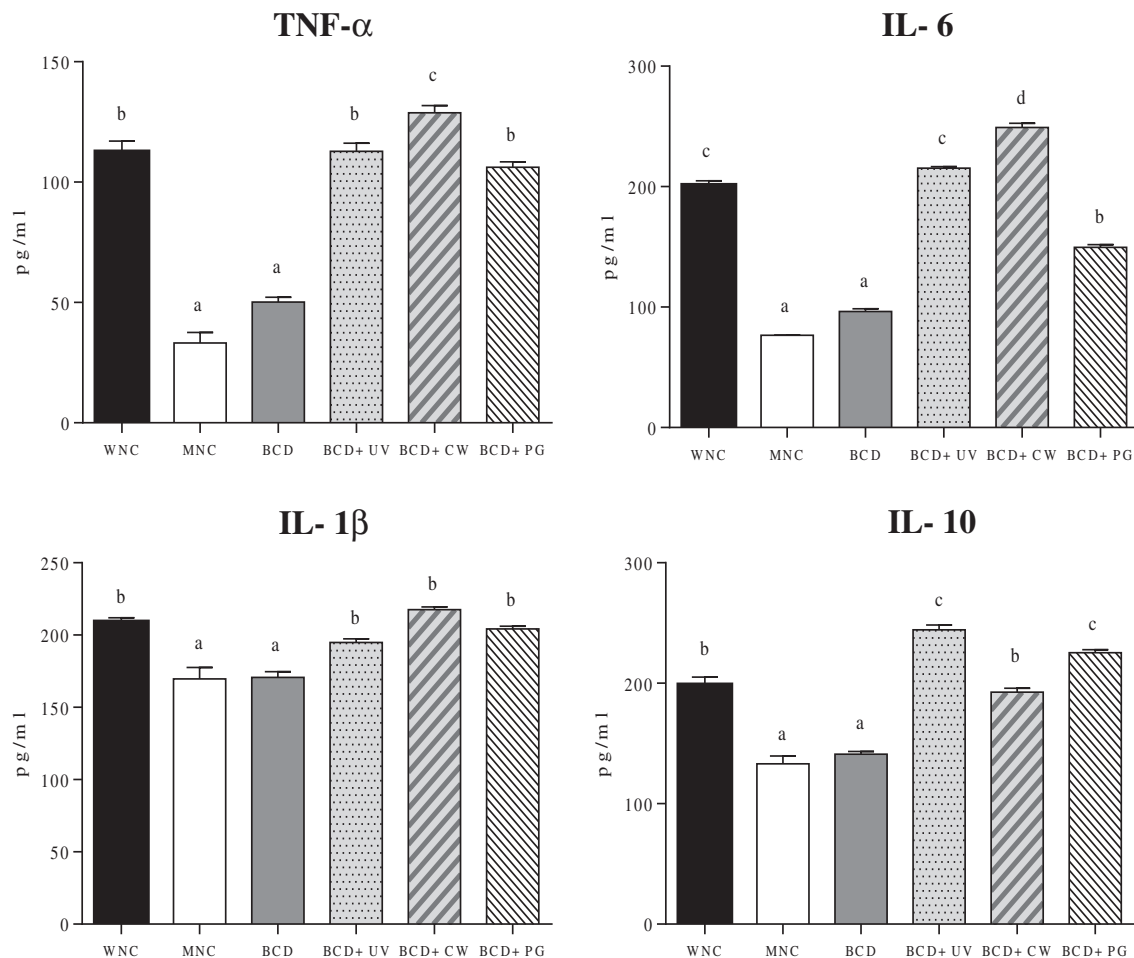 TNF-α
150
100
50
0
pg/ml
b
a
a
b
c
b
WNC MNC BCD BCD+ UV BCD+ CW BCD+ PG
IL- 6
300
200
100
0
pg/ml
c
a
a
c
d
b
WNC MNC BCD BCD+ UV BCD+ CW BCD+ PG
IL- 1β
250
200
150
100
50
0
pg/ml
b
a
a
b
b
b
WNC MNC BCD BCD+ UV BCD+ CW BCD+ PG
IL- 10
300
200
100
0
pg/ml
b
a
a
c
b
c
WNC MNC BCD BCD+ UV BCD+ CW BCD+ PG